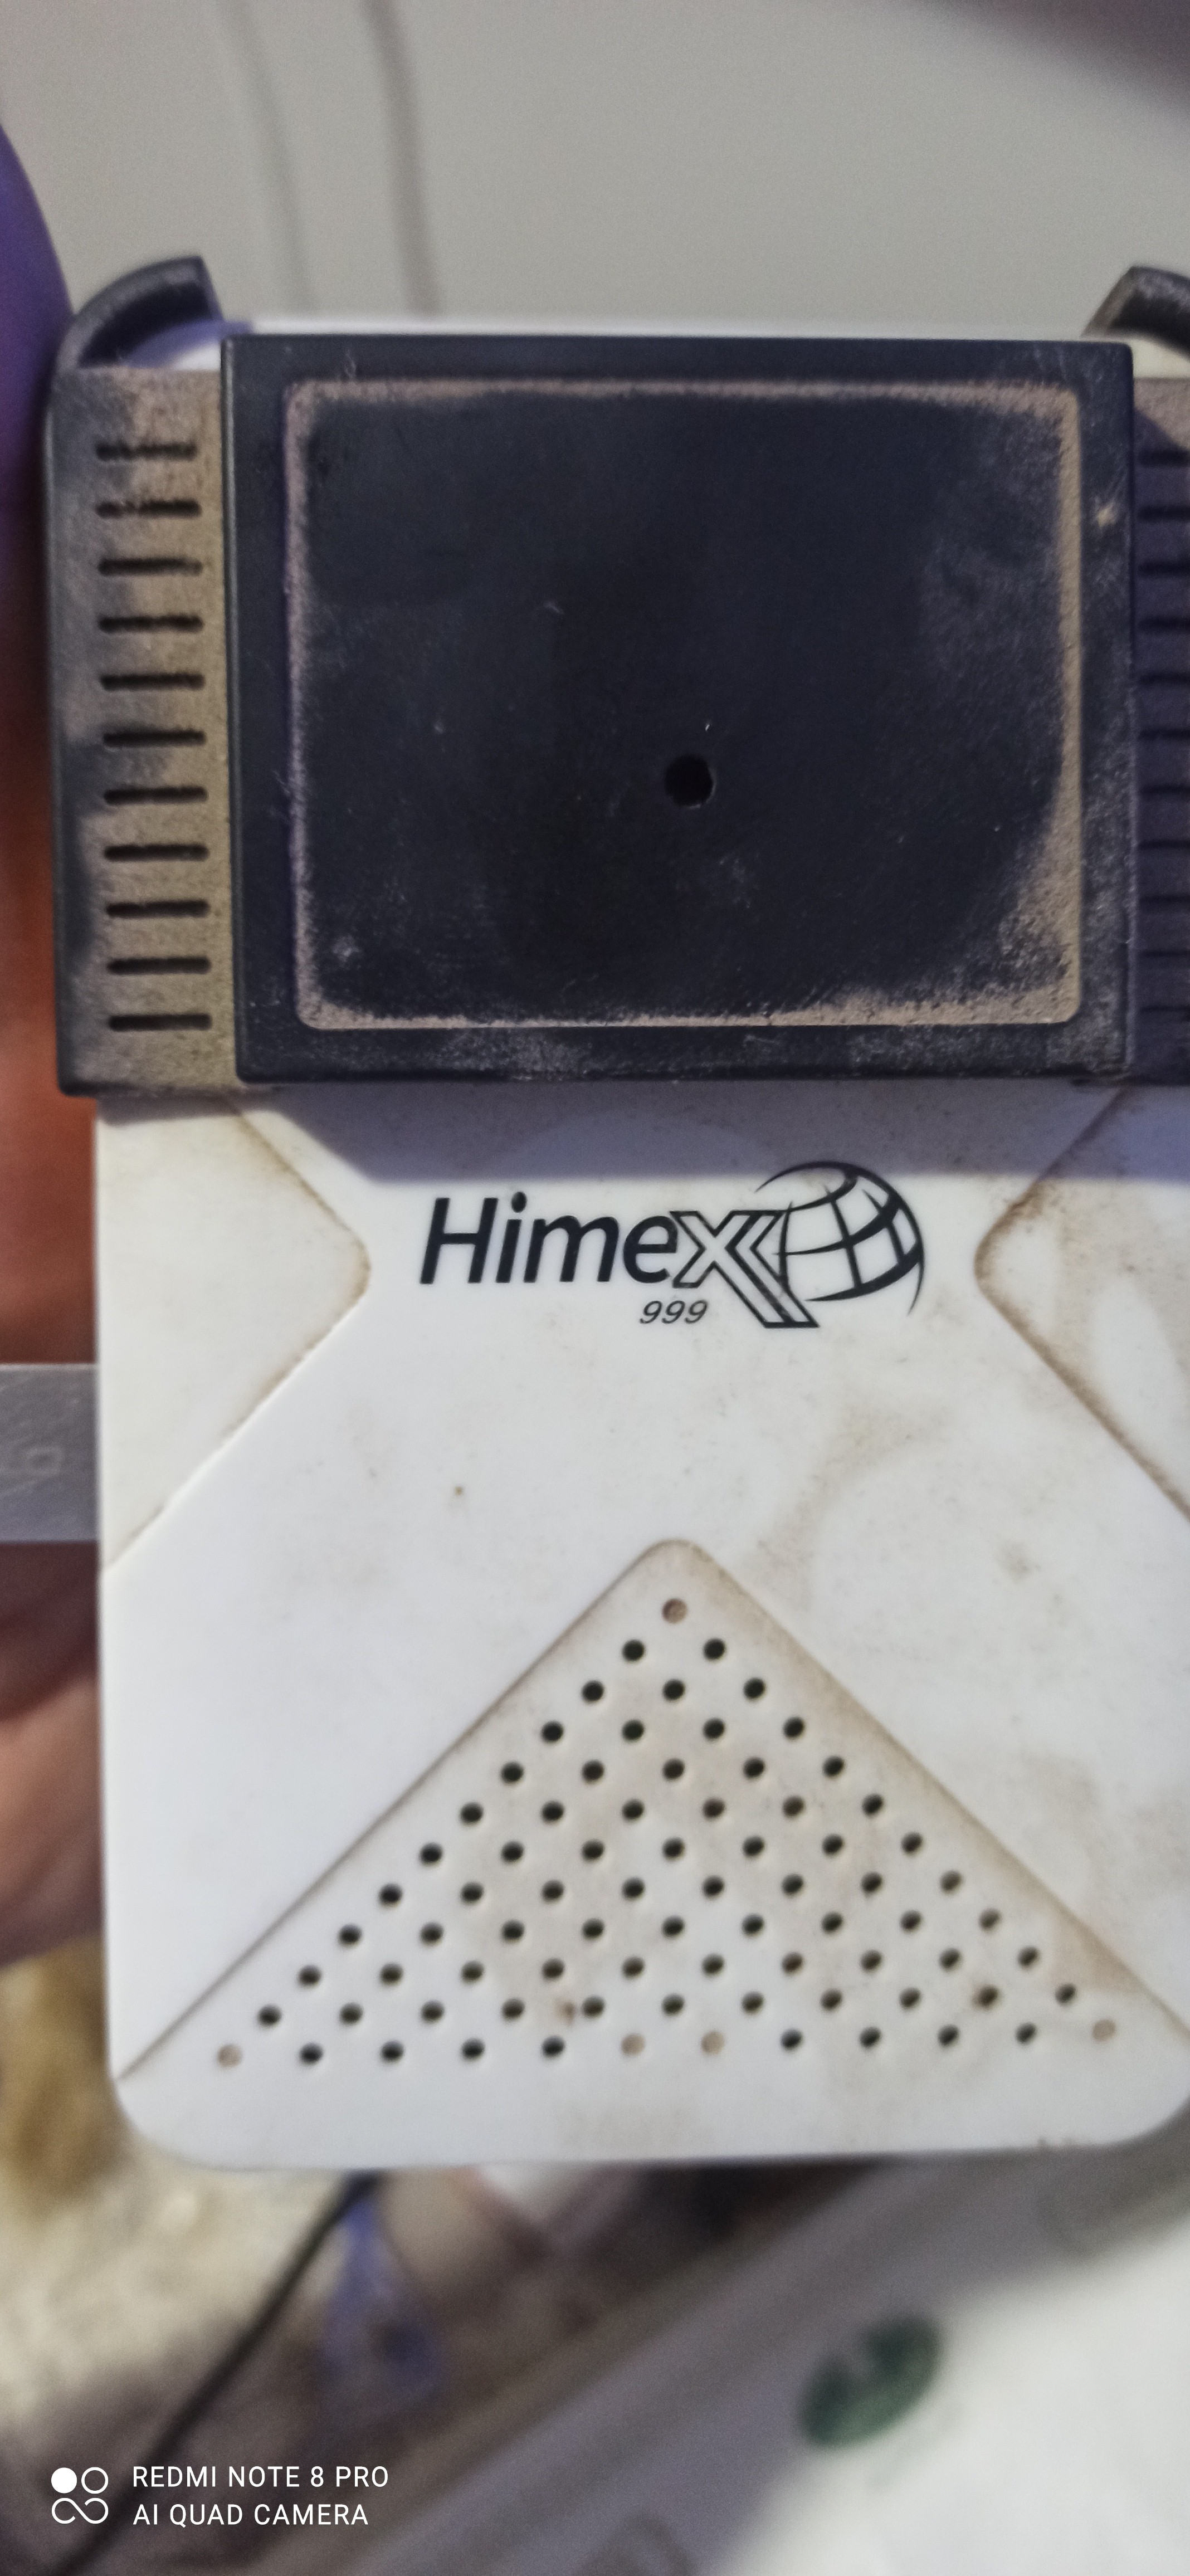 Himex
999
REDMI NOTE 8 PRO
AI QUAD CAMERA